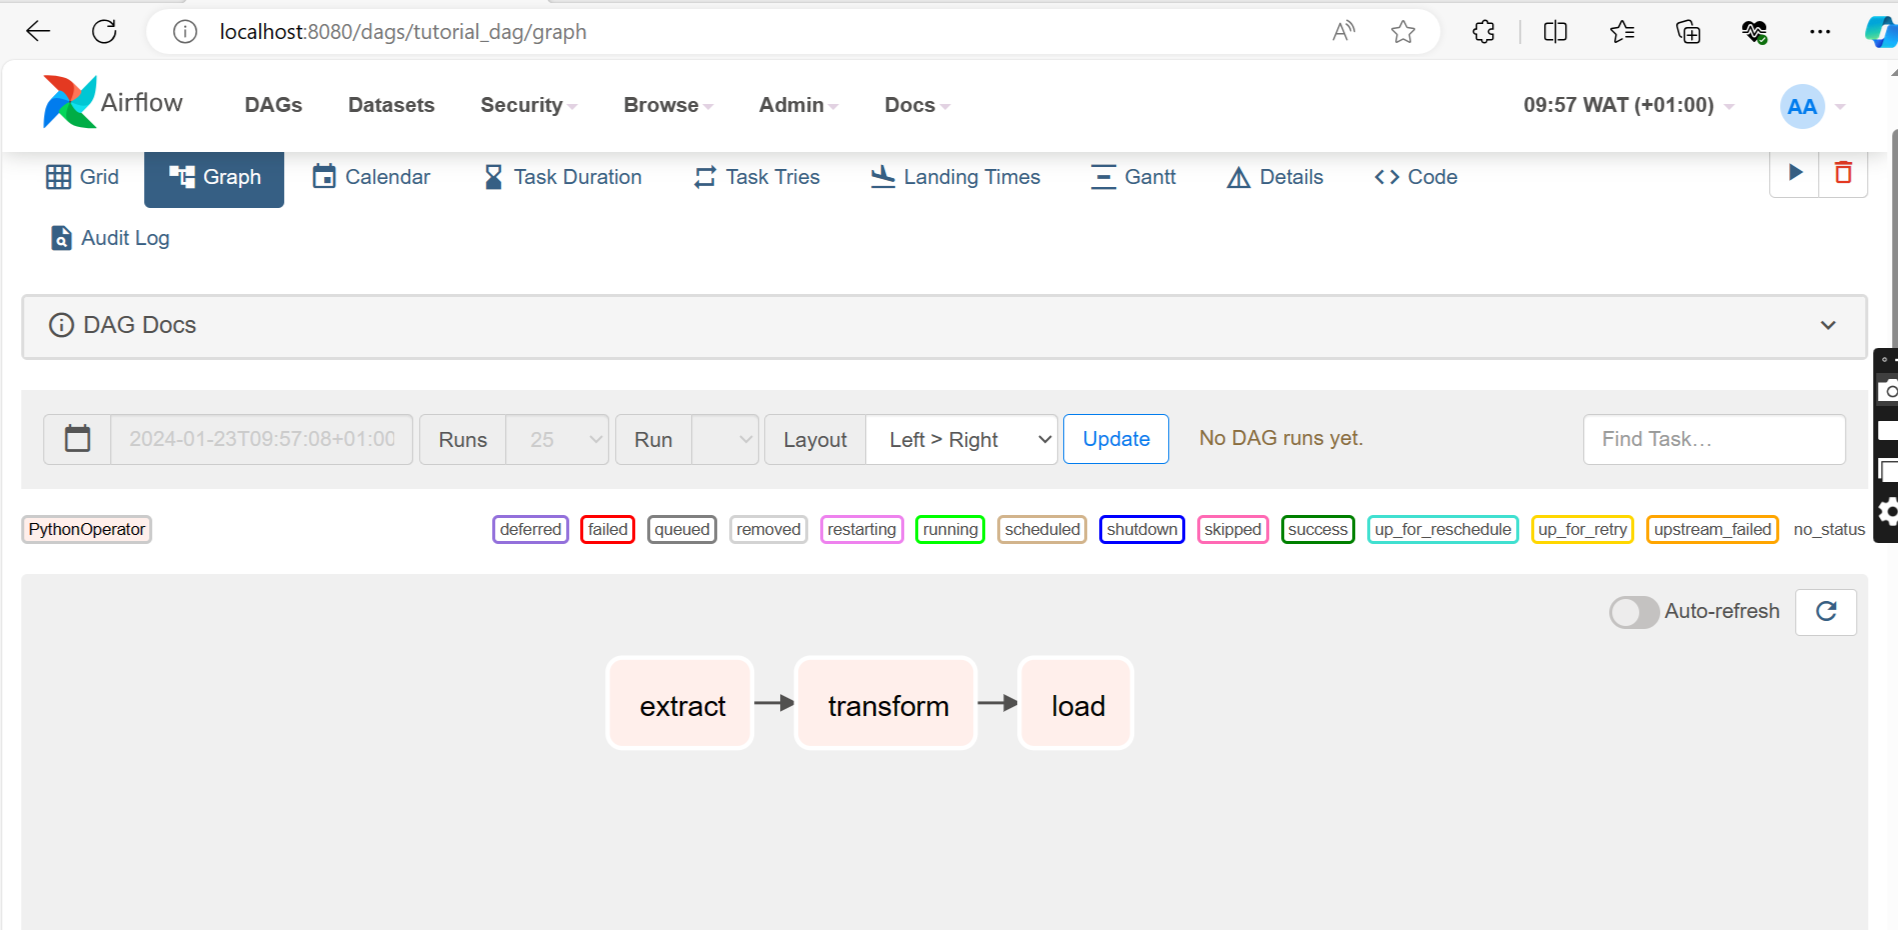 localhost:8080/dags/tutorial_dag/graph
Airflow DAGs Datasets Security Browse Admin Docs 09:57 WAT (+01:00) AA
Grid Graph Calendar Task Duration Task Tries Landing Times Gantt Details Code
Audit Log
DAG Docs
2024-01-23T09:57:08+01:00 Runs 25 Run Layout Left > Right Update No DAG runs yet. Find Task...
PythonOperator deferred failed queued removed restarting running scheduled shutdown skipped success up_for_reschedule up_for_retry upstream_failed no_status
Auto-refresh
extract transform load